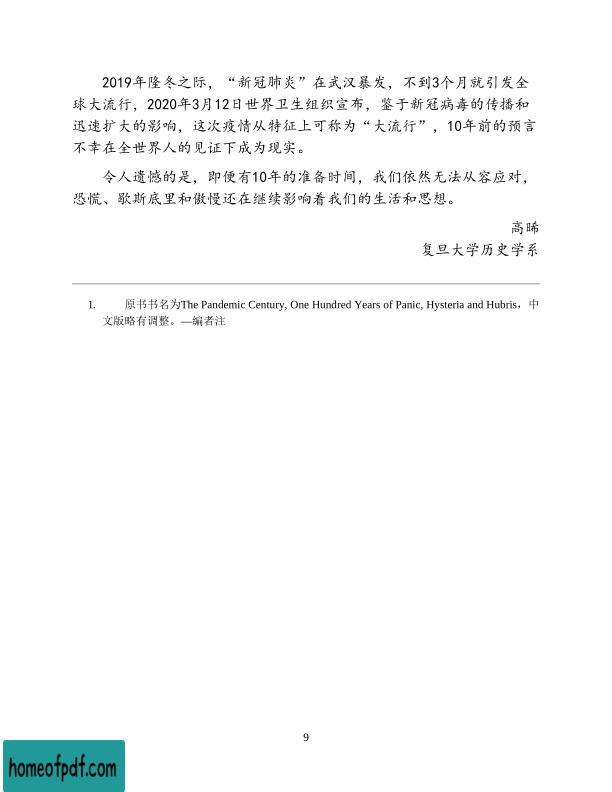 2019年隆冬之际，“新冠肺炎”在武汉暴发，不到3个月就引发全
球大流行，2020年3月12日世界卫生组织宣布，鉴于新冠病毒的传播和
迅速扩大的影响，这次疫情从特征上可称为“大流行”，10年前的预言
不幸在全世界人的见证下成为现实。
令人遗憾的是，即便有10年的准备时间，我们依然无法从容应对，
恐慌、歇斯底里和傲慢还在继续影响着我们的生活和思想。
高晞
复旦大学历史学系
1. 原书书名为The Pandemic Century, One Hundred Years of Panic, Hysteria and Hubris，中
文版略有调整。—编者注
9
homeofpdf.com